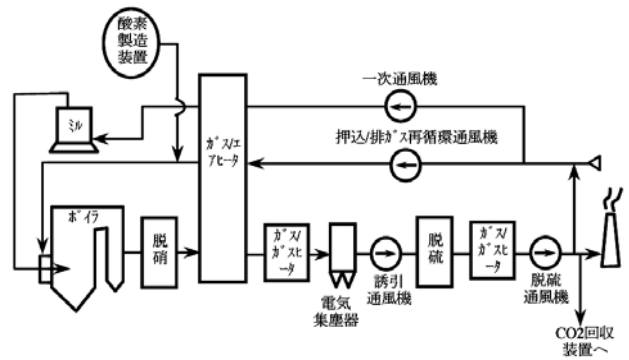 酸素
製造
装置
一次通風機
ミル
ガス/エ
アヒータ
押込/排ガス再循環通風機
ボイラ
脱
硝
ガス/
ガスヒ
ータ
脱
硫
ガス/
ガスヒ
ータ
誘引
通風機
脱硫
通風機
電気
集塵器
CO2回収
装置へ